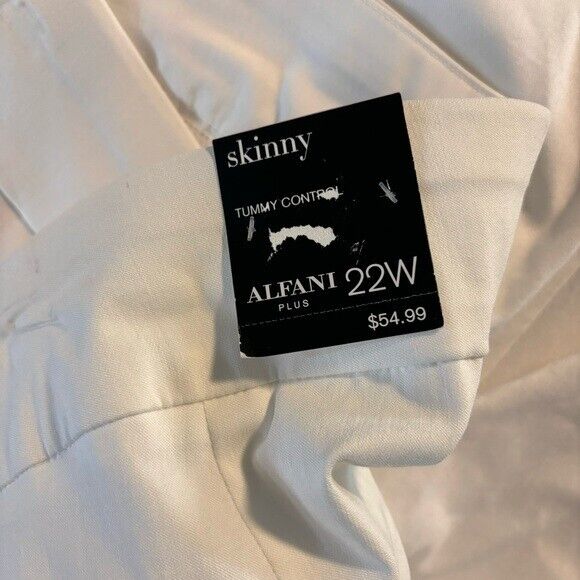 skinny
TUMMY CONTROL
ALFANI 22W
PLUS
$54.99